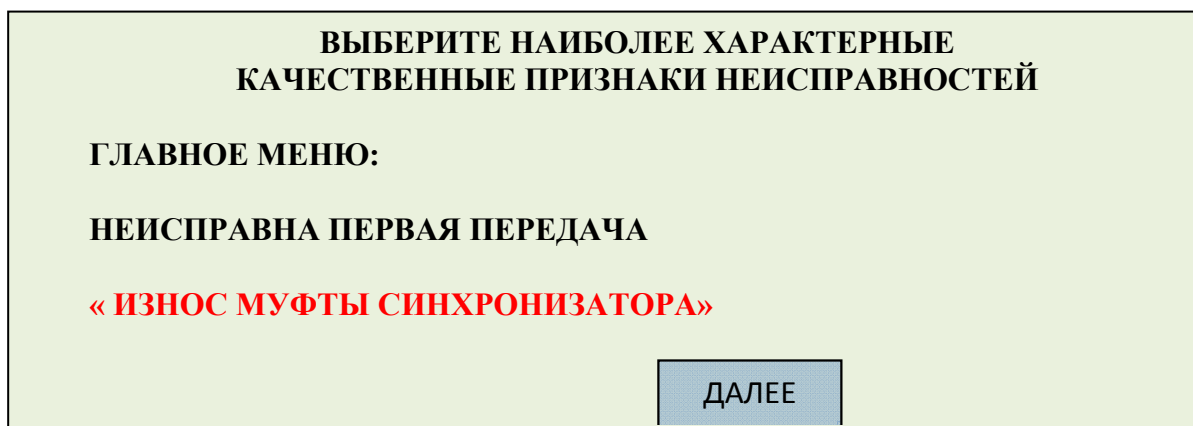 ВЫБЕРИТЕ НАИБОЛЕЕ ХАРАКТЕРНЫЕ
КАЧЕСТВЕННЫЕ ПРИЗНАКИ НЕИСПРАВНОСТЕЙ
ГЛАВНОЕ МЕНЮ:
НЕИСПРАВНА ПЕРВАЯ ПЕРЕДАЧА
« ИЗНОС МУФТЫ СИНХРОНИЗАТОРА»
ДАЛЕЕ